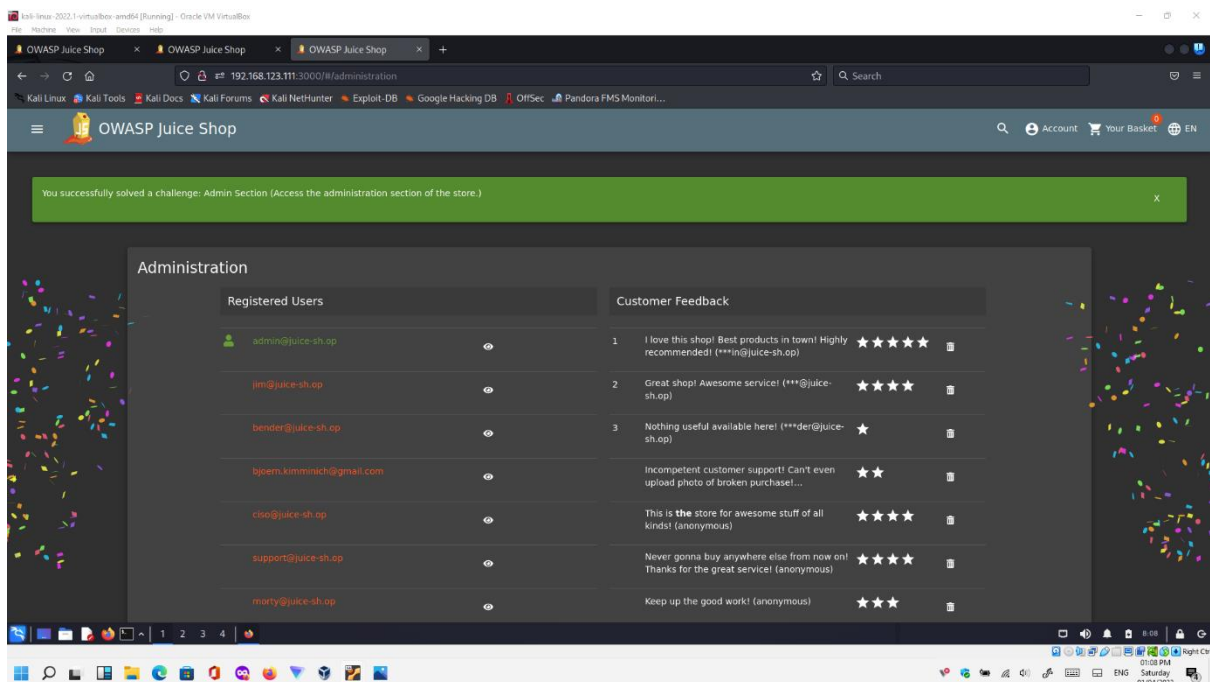 kali-linux-2022.1-virtualbox-amd64 [Running] - Oracle VM VirtualBox
File Machine View Input Devices Help
OWASP Juice Shop × OWASP Juice Shop × OWASP Juice Shop × +
192.168.123.111:3000/#/administration Search
Kali Linux Kali Tools Kali Docs Kali Forums Kali NetHunter Exploit-DB Google Hacking DB OffSec Pandora FMS Monitori...
OWASP Juice Shop Account Your Basket 0 EN
You successfully solved a challenge: Admin Section (Access the administration section of the store.) X
Administration
Registered Users
admin@juice-sh.op
jim@juice-sh.op
bender@juice-sh.op
bjoern.kimminich@gmail.com
ciso@juice-sh.op
support@juice-sh.op
morty@juice-sh.op
Customer Feedback
1 I love this shop! Best products in town! Highly
recommended! (***in@juice-sh.op)
2 Great shop! Awesome service! (***@juice-
sh.op)
3 Nothing useful available here! (***der@juice-
sh.op)
Incompetent customer support! Can't even
upload photo of broken purchase!...
This is the store for awesome stuff of all
kinds! (anonymous)
Never gonna buy anywhere else from now on!
Thanks for the great service! (anonymous)
Keep up the good work! (anonymous)
1 2 3 4 8:08
Right Ctr
01:08 PM
ENG Saturday